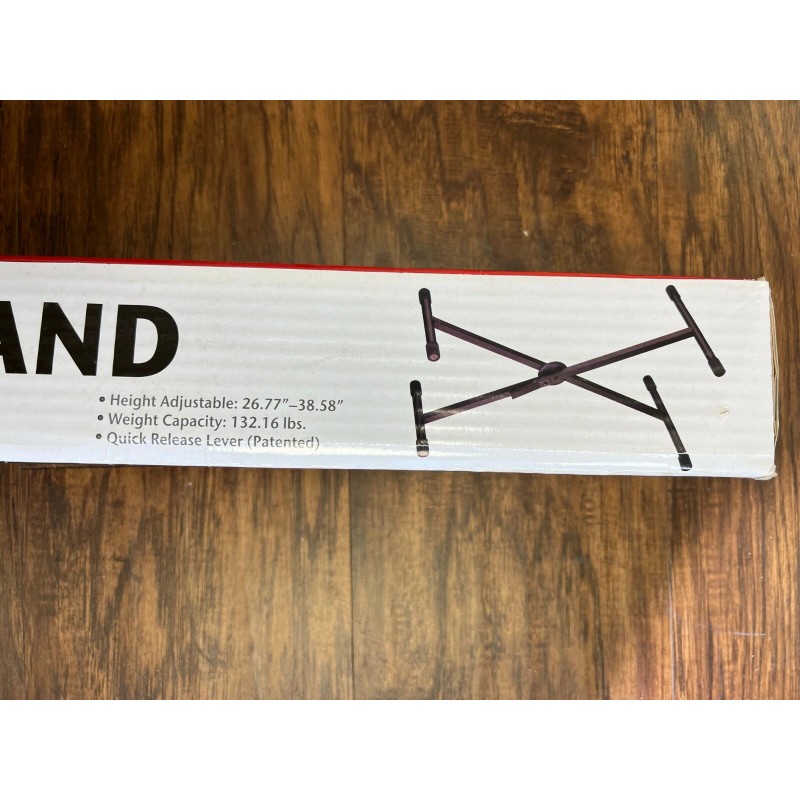 AND
• Height Adjustable: 26.77”–38.58”
• Weight Capacity: 132.16 lbs.
• Quick Release Lever (Patented)